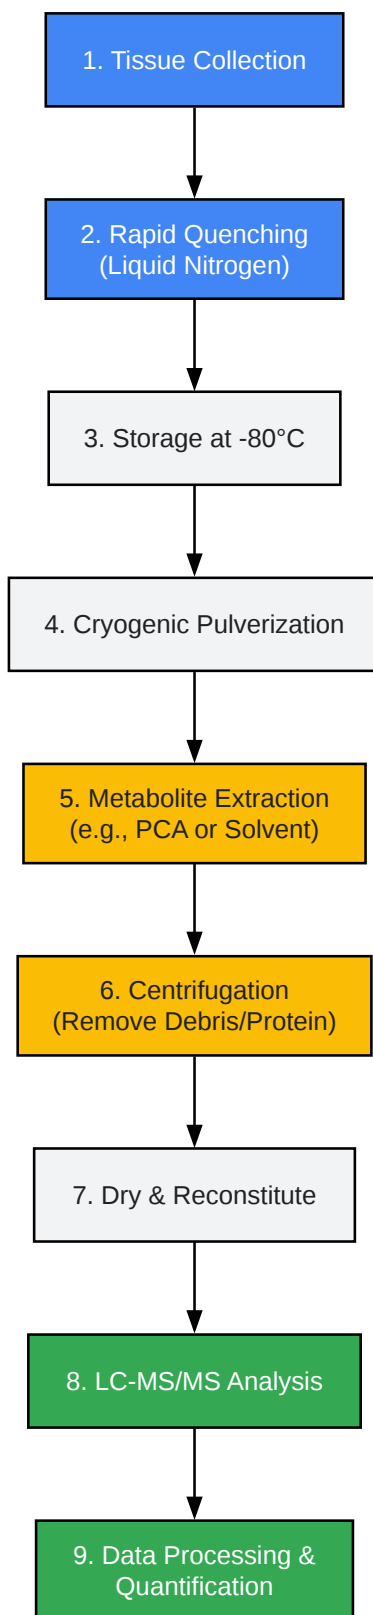 1. Tissue Collection
2. Rapid Quenching
(Liquid Nitrogen)
3. Storage at -80°C
4. Cryogenic Pulverization
5. Metabolite Extraction
(e.g., PCA or Solvent)
6. Centrifugation
(Remove Debris/Protein)
7. Dry & Reconstitute
8. LC-MS/MS Analysis
9. Data Processing &
Quantification